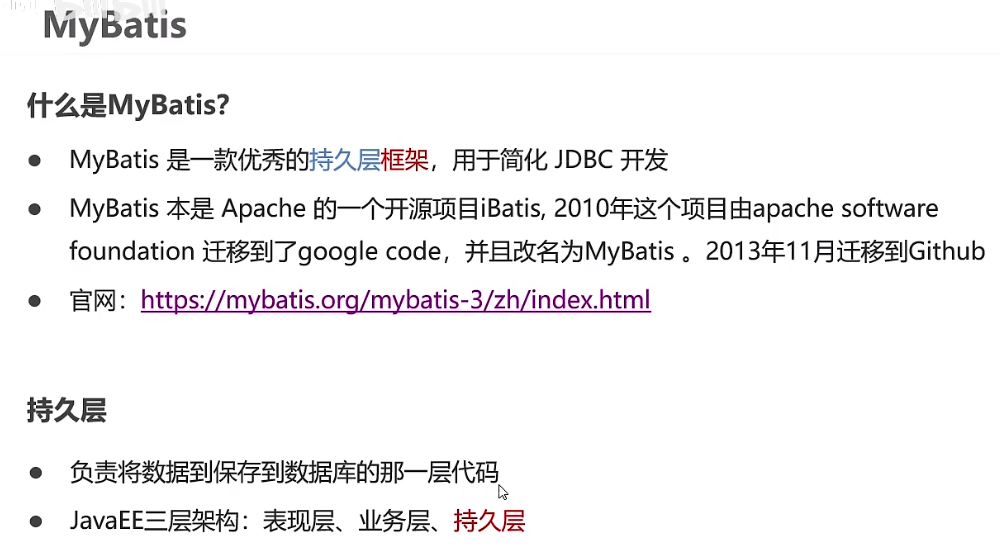 MyBatis
什么是MyBatis?
● MyBatis 是一款优秀的持久层框架，用于简化 JDBC 开发
● MyBatis 本是 Apache 的一个开源项目iBatis, 2010年这个项目由apache software
foundation 迁移到了google code，并且改名为MyBatis 。2013年11月迁移到Github
● 官网：https://mybatis.org/mybatis-3/zh/index.html
持久层
● 负责将数据到保存到数据库的那一层代码
● JavaEE三层架构：表现层、业务层、持久层